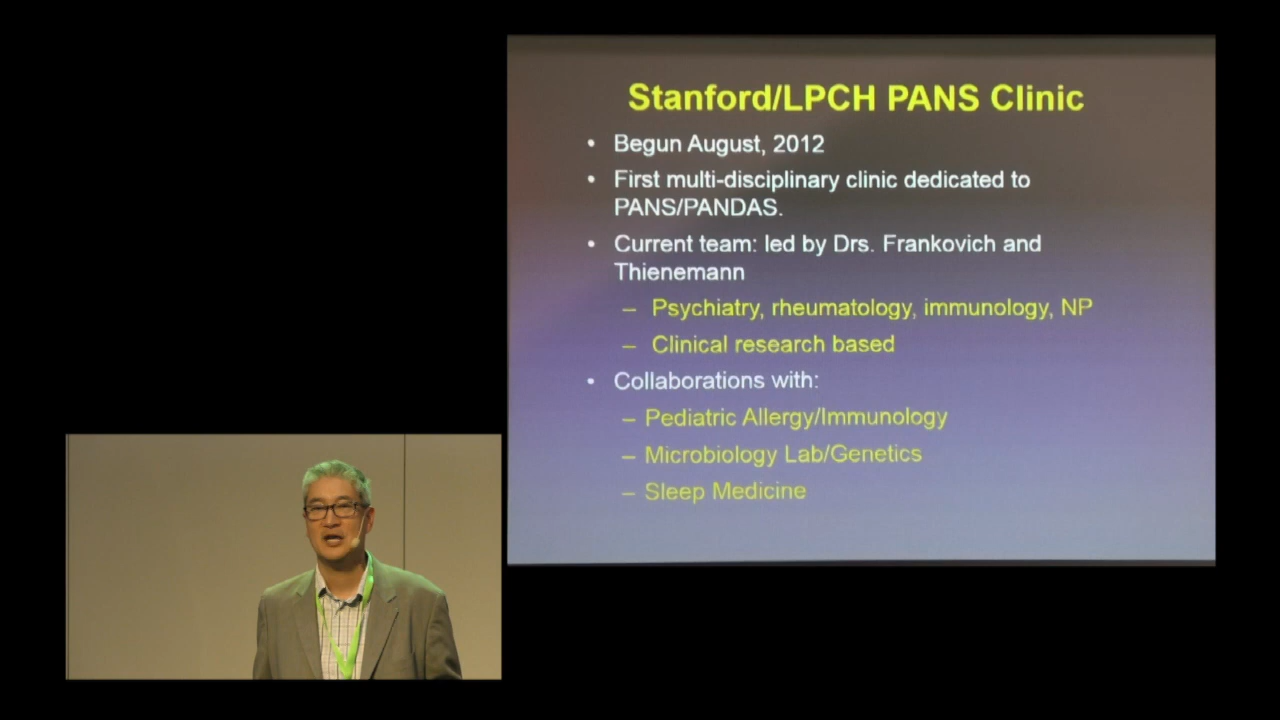 Stanford/LPCH PANS Clinic
• Begun August, 2012
• First multi-disciplinary clinic dedicated to
PANS/PANDAS.
• Current team: led by Drs. Frankovich and
Thienemann
– Psychiatry, rheumatology, immunology, NP
– Clinical research based
• Collaborations with:
– Pediatric Allergy/Immunology
– Microbiology Lab/Genetics
– Sleep Medicine